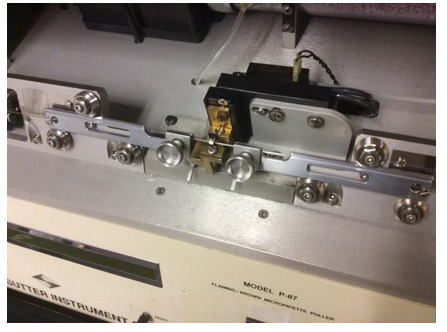 MODEL P-87
FLAMING/BROWN MICROPIPETTE PULLER
SUTTER INSTRUMENT